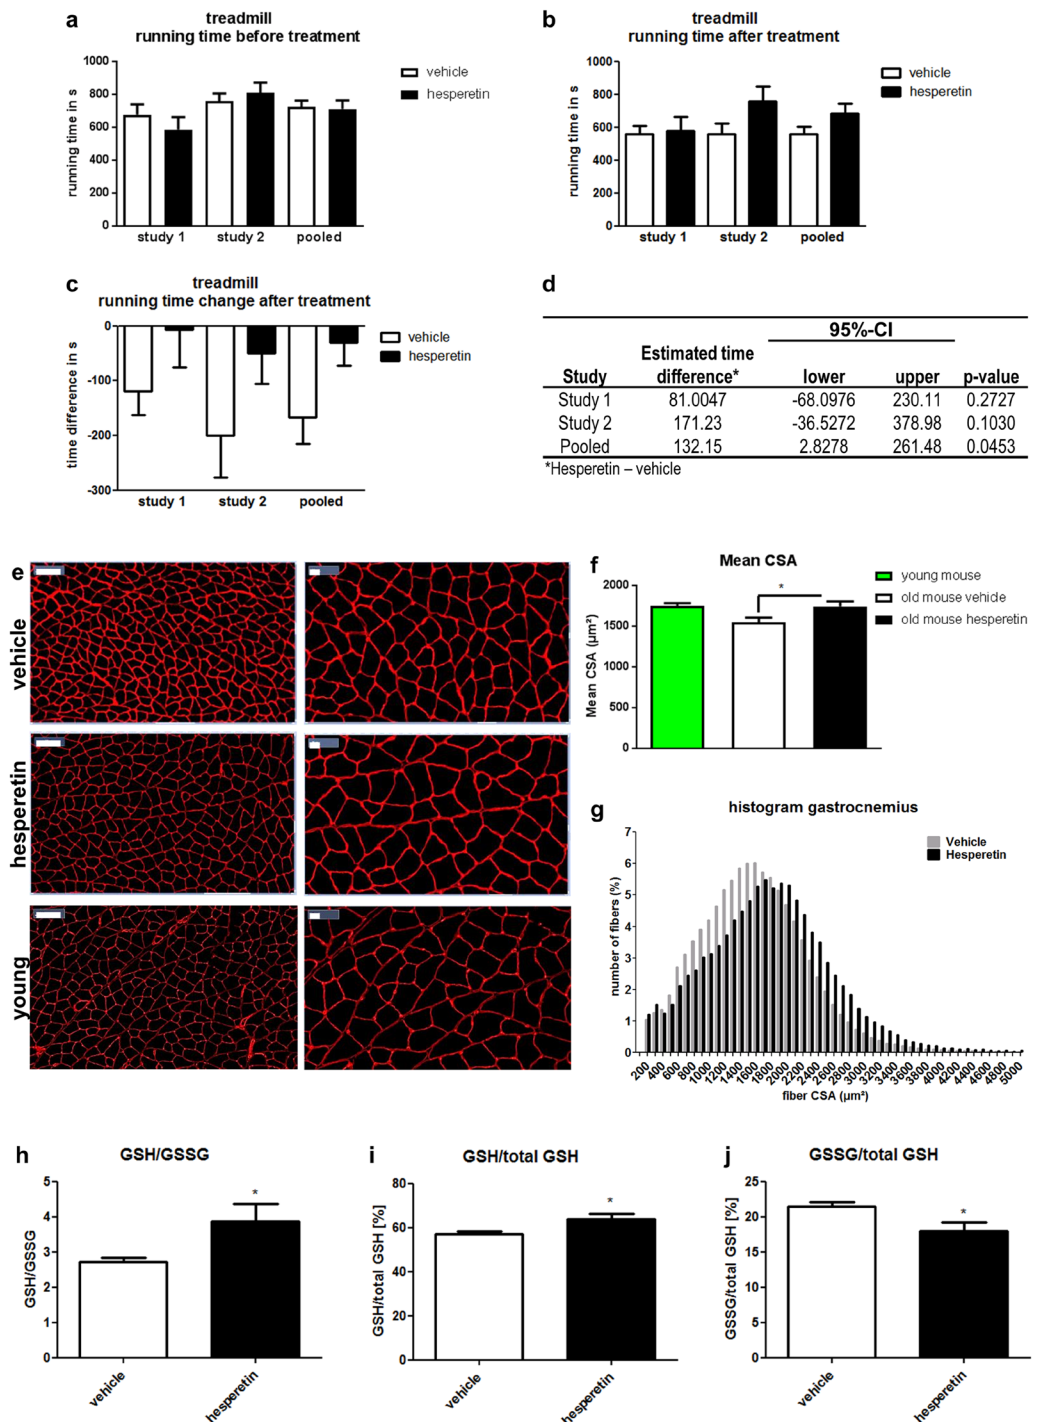 a
treadmill
running time before treatment
running time in s
1000
800
600
400
200
0
study 1
study 2
pooled
vehicle
hesperetin
b
treadmill
running time after treatment
running time in s
1000
800
600
400
200
0
study 1
study 2
pooled
vehicle
hesperetin
c
treadmill
running time change after treatment
time difference in s
0
-100
-200
-300
study 1
study 2
pooled
vehicle
hesperetin
d
95%-CI
Estimated time
Study difference* lower upper p-value
Study 1 81.0047 -68.0976 230.11 0.2727
Study 2 171.23 -36.5272 378.98 0.1030
Pooled 132.15 2.8278 261.48 0.0453
*Hesperetin – vehicle
e
vehicle
hesperetin
young
f
Mean CSA
Mean CSA (µm²)
2000
1500
1000
500
0
*
young mouse
old mouse vehicle
old mouse hesperetin
g
histogram gastrocnemius
number of fibers (%)
7
6
5
4
3
2
1
0
200 400 600 800 1000 1200 1400 1600 1800 2000 2200 2400 2600 2800 3000 3200 3400 3600 3800 4000 4200 4400 4600 4800 5000
fiber CSA (µm²)
Vehicle
Hesperetin
h
GSH/GSSG
GSH/GSSG
5
4
3
2
1
0
*
vehicle
hesperetin
i
GSH/total GSH
GSH/total GSH [%]
80
60
40
20
0
*
vehicle
hesperetin
j
GSSG/total GSH
GSSG/total GSH [%]
25
20
15
10
5
0
*
vehicle
hesperetin